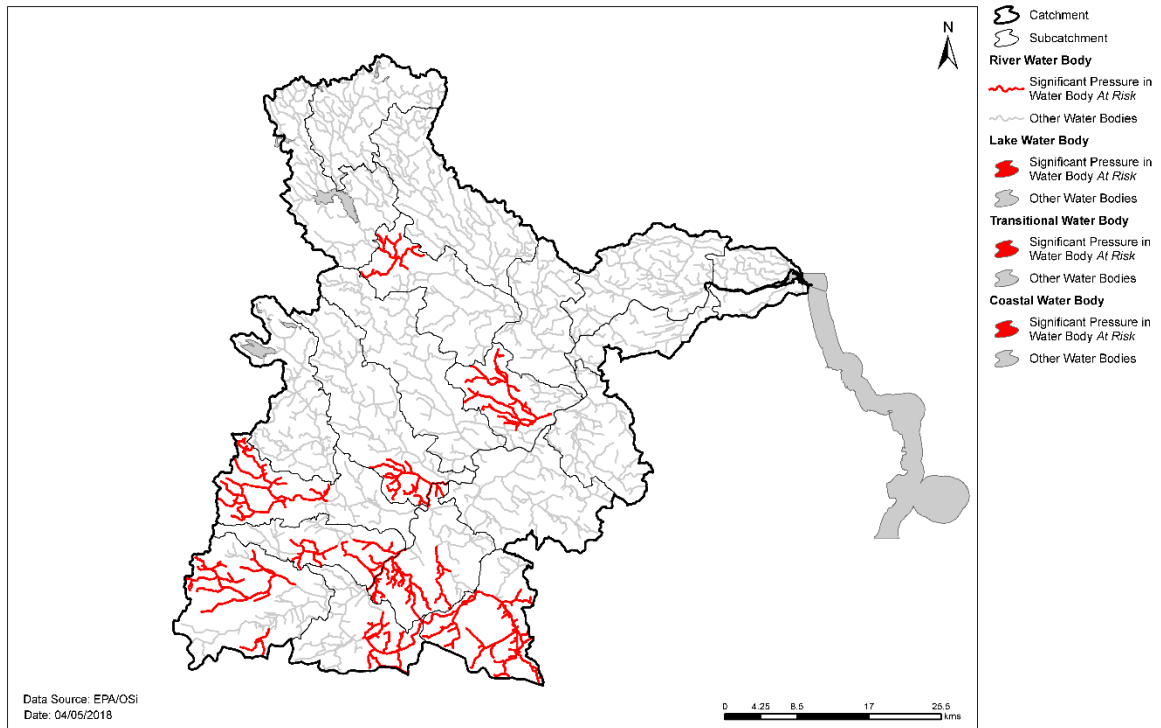 N
Catchment
Subcatchment
River Water Body
Significant Pressure in
Water Body At Risk
Other Water Bodies
Lake Water Body
Significant Pressure in
Water Body At Risk
Other Water Bodies
Transitional Water Body
Significant Pressure in
Water Body At Risk
Other Water Bodies
Coastal Water Body
Significant Pressure in
Water Body At Risk
Other Water Bodies
Data Source: EPA/OSi
Date: 04/05/2018
0 4.25 8.5 17 25.5
kms